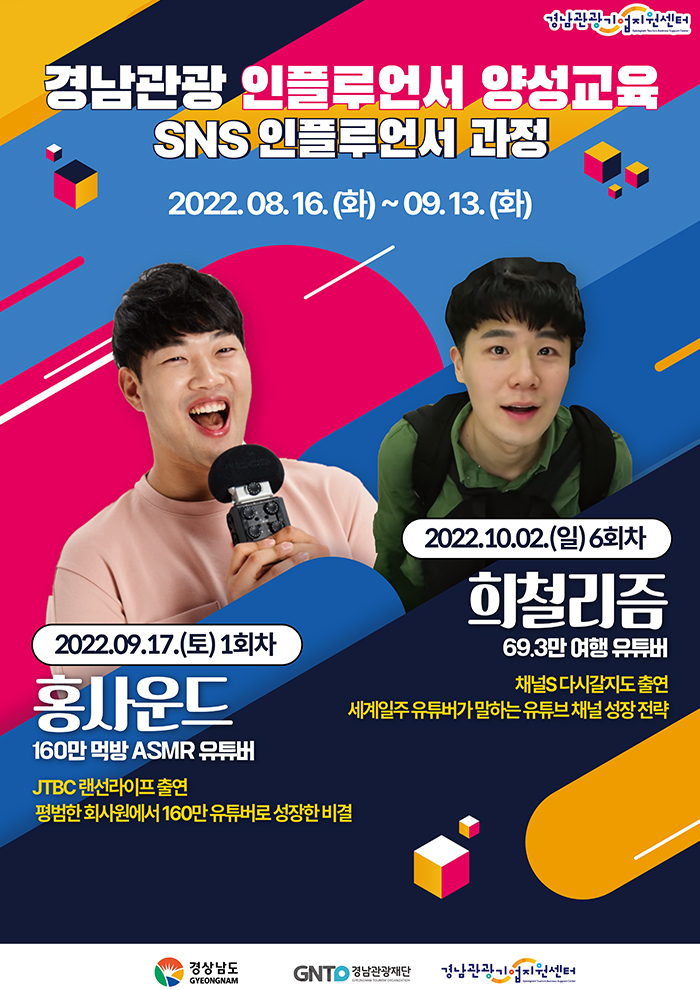 경남관광기업지원센터
경남관광 인플루언서 양성교육
SNS 인플루언서 과정
2022. 08. 16. (화) ~ 09. 13. (화)
2022.10.02.(일) 6회차
희철리즘
69.3만 여행 유튜버
채널S 다시갈지도 출연
세계일주 유튜버가 말하는 유튜브 채널 성장 전략
2022.09.17.(토) 1회차
홍사운드
160만 먹방 ASMR 유튜버
JTBC 랜선라이프 출연
평범한 회사원에서 160만 유튜버로 성장한 비결
경상남도
GYEONGNAM
GNTO 경남관광재단
경남관광기업지원센터